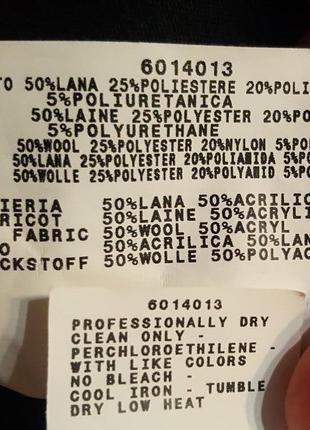 6014013
TO 50%LANA 25%POLIESTERE 20%POLI
5%POLIURETANICA
50%LAINE 25%POLYESTER 20%PO
5%POLYURETHANE
50%WOOL 25%POLYESTER 20%NYLON 5%PO
50%LANA 25%POLYESTER 20%POLIAMIDA 5%PO
50%WOLLE 25%POLYESTER 20%POLYAMID 5%P
IERIA 50%LANA 50%ACRILIC
RICOT 50%LAINE 50%ACRYLI
FABRIC 50%WOOL 50%ACRYL
O 50%ACRILICA 50%LAN
CKSTOFF 50%WOLLE 50%POLYAC
6014013
PROFESSIONALLY DRY
CLEAN ONLY -
PERCHLOROETHILENE -
WITH LIKE COLORS
NO BLEACH -
COOL IRON - TUMBLE
DRY LOW HEAT